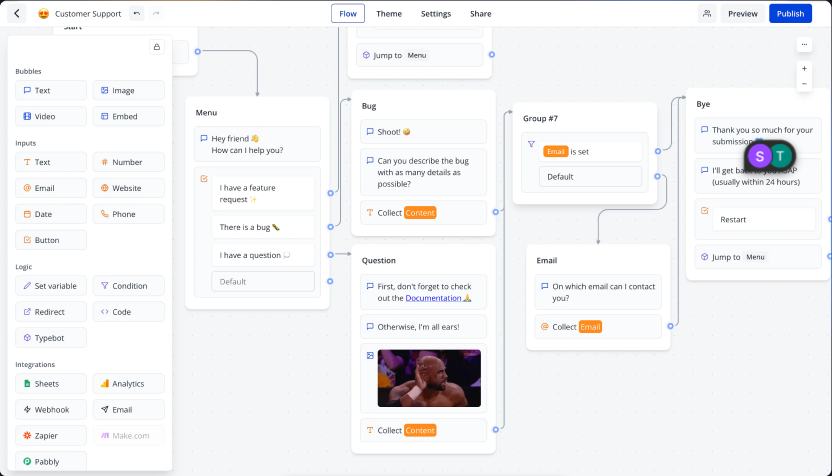 Customer Support
Flow
Theme
Settings
Share
Preview
Publish
Start
Bubbles
Text
Image
Video
Embed
Inputs
Text
Number
Email
Website
Date
Phone
Button
Logic
Set variable
Condition
Redirect
Code
Typebot
Integrations
Sheets
Analytics
Webhook
Email
Zapier
Make.com
Pabbly
Menu
Hey friend 👋
How can I help you?
I have a feature
request ✨
There is a bug 🐛
I have a question 💭
Default
Jump to Menu
Bug
Shoot! 🤪
Can you describe the bug
with as many details as
possible?
Collect Content
Question
First, don't forget to check
out the Documentation 🙏
Otherwise, I'm all ears!
Collect Content
Group #7
Email is set
Default
Email
On which email can I contact
you?
Collect Email
Bye
Thank you so much for your
submission
S
T
I'll get back
(usually within 24 hours)
Restart
Jump to Menu